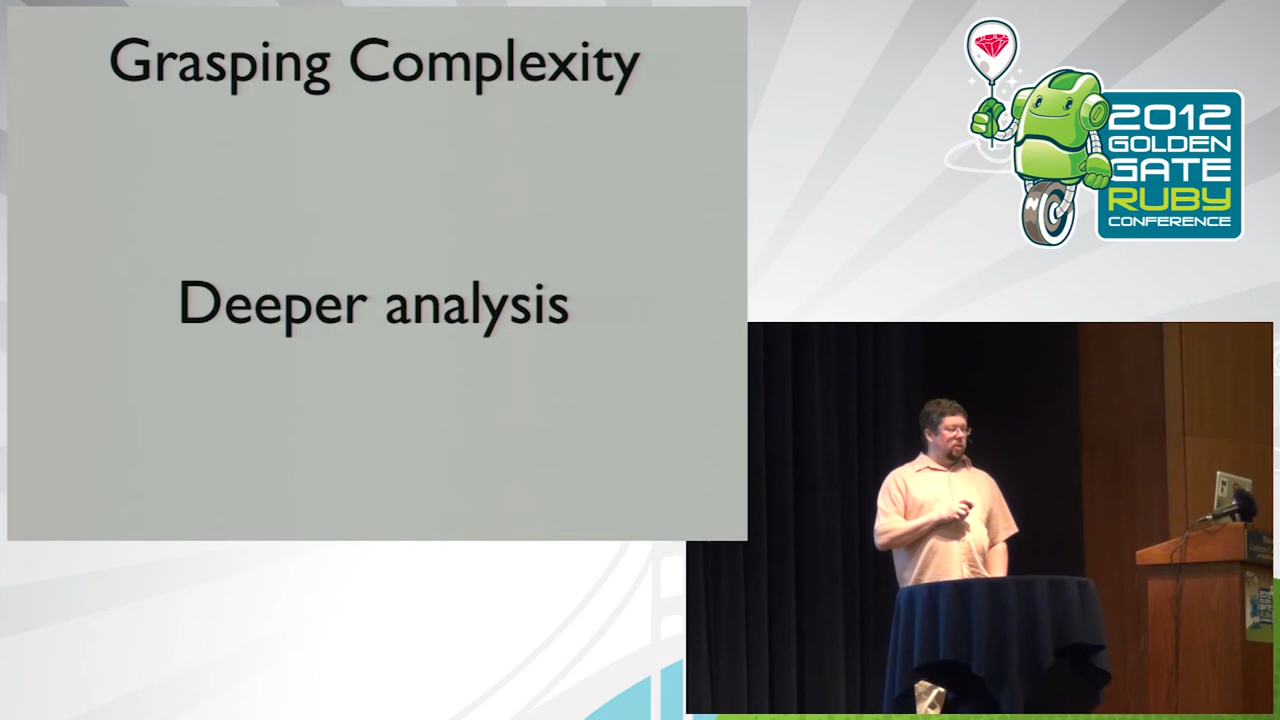 Grasping Complexity
Deeper analysis
2012
GOLDEN
GATE
RUBY
CONFERENCE